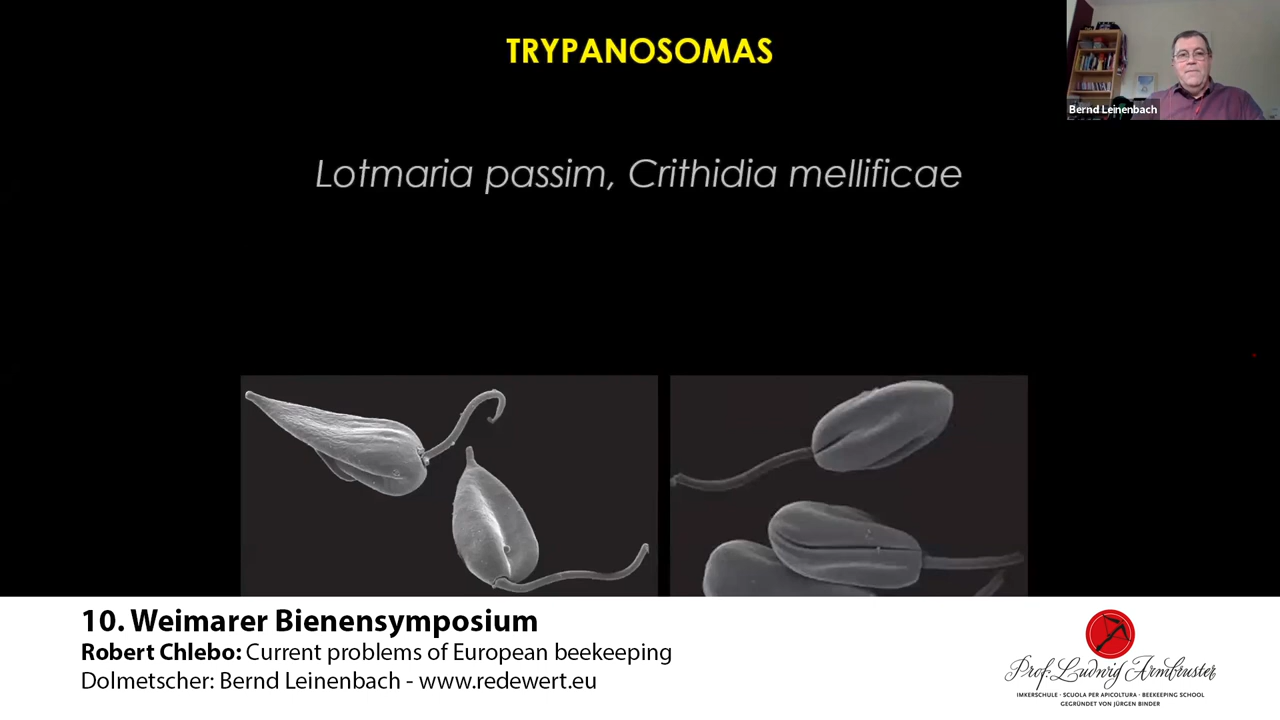 TRYPANOSOMAS
Bernd Leinenbach
Lotmaria passim, Crithidia mellificae
10. Weimarer Bienensymposium
Robert Chlebo: Current problems of European beekeeping
Dolmetscher: Bernd Leinenbach - www.redewert.eu
Prof. Ludwig Armbruster
IMKERSCHULE · SCUOLA PER APICOLTURA · BEEKEEPING SCHOOL
GEGRÜNDET VON JÜRGEN BINDER